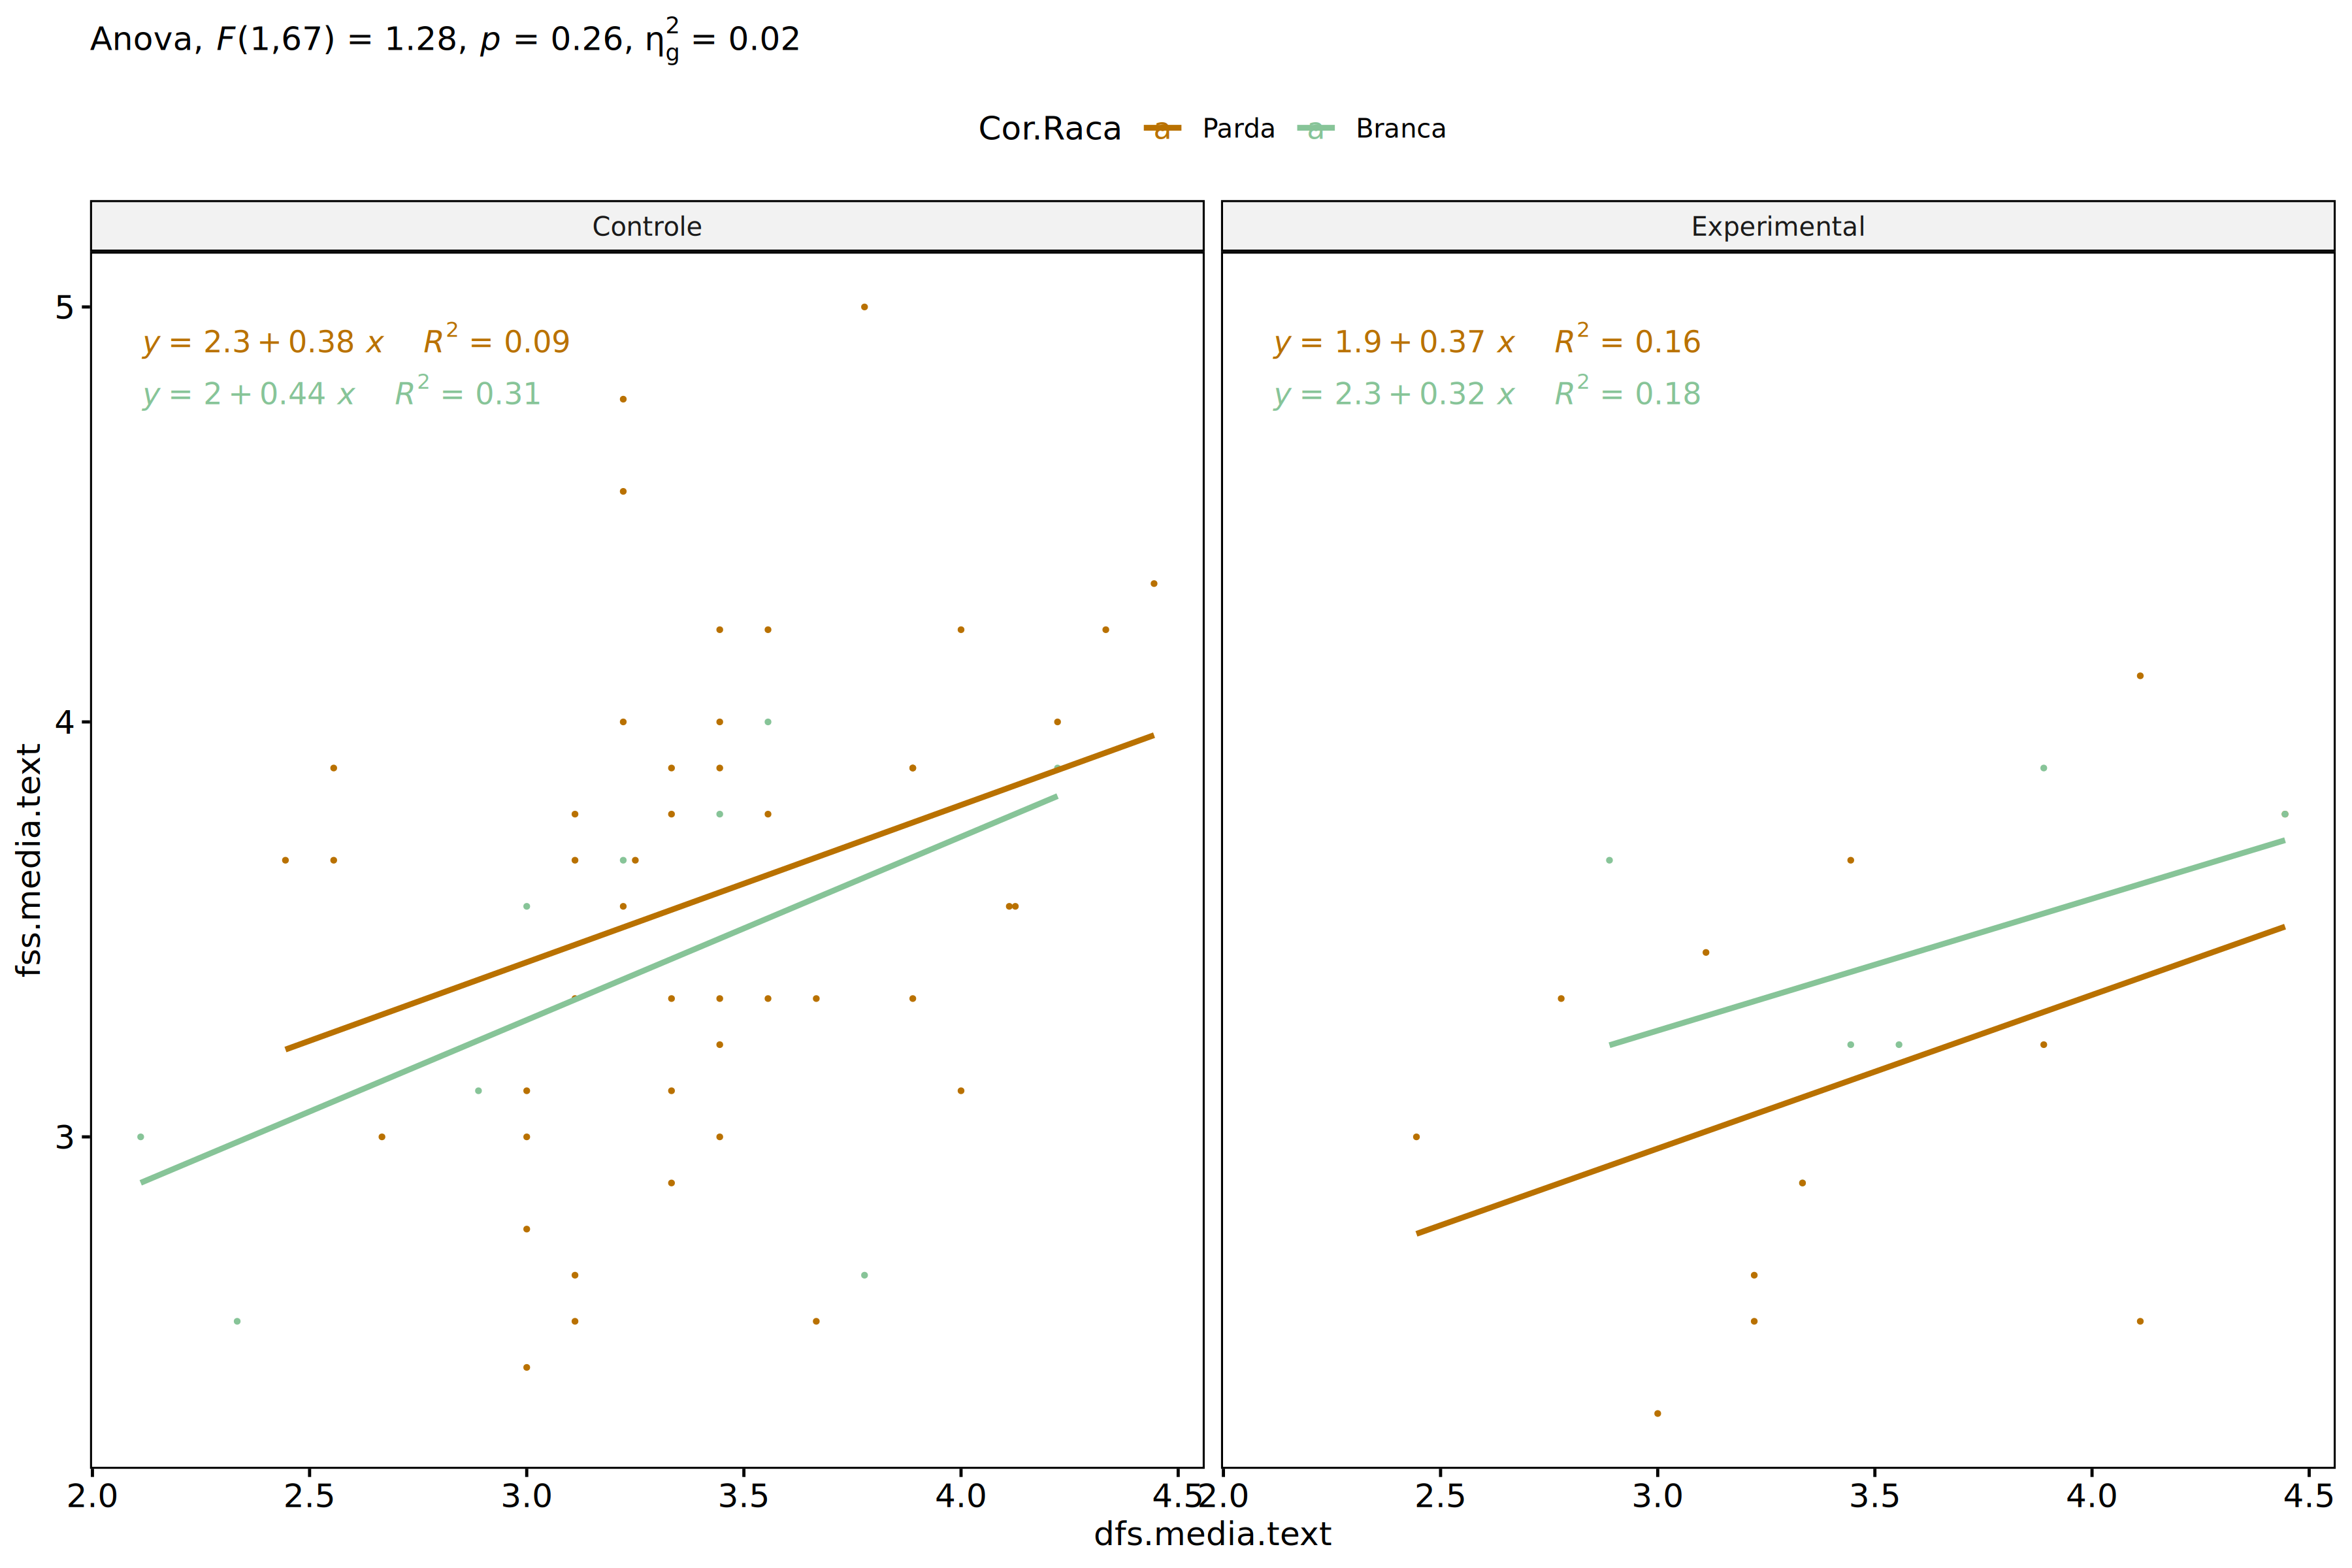 Anova, F(1,67) = 1.28, p = 0.26, η²g = 0.02
Cor.Raca a Parda a Branca
Controle
Experimental
y = 2.3 + 0.38 x R² = 0.09
y = 2 + 0.44 x R² = 0.31
y = 1.9 + 0.37 x R² = 0.16
y = 2.3 + 0.32 x R² = 0.18
5
4
3
fss.media.text
2.0 2.5 3.0 3.5 4.0 4.5
2.0 2.5 3.0 3.5 4.0 4.5
dfs.media.text